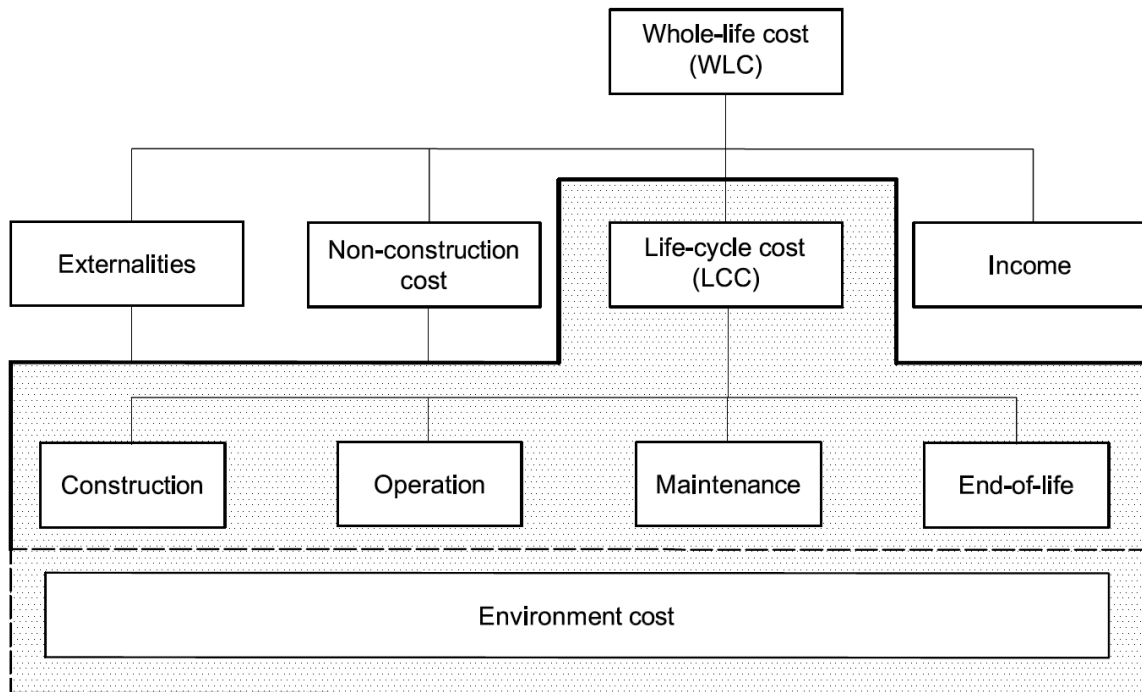 Whole-life cost
(WLC)
Externalities
Non-construction
cost
Life-cycle cost
(LCC)
Income
Construction
Operation
Maintenance
End-of-life
Environment cost